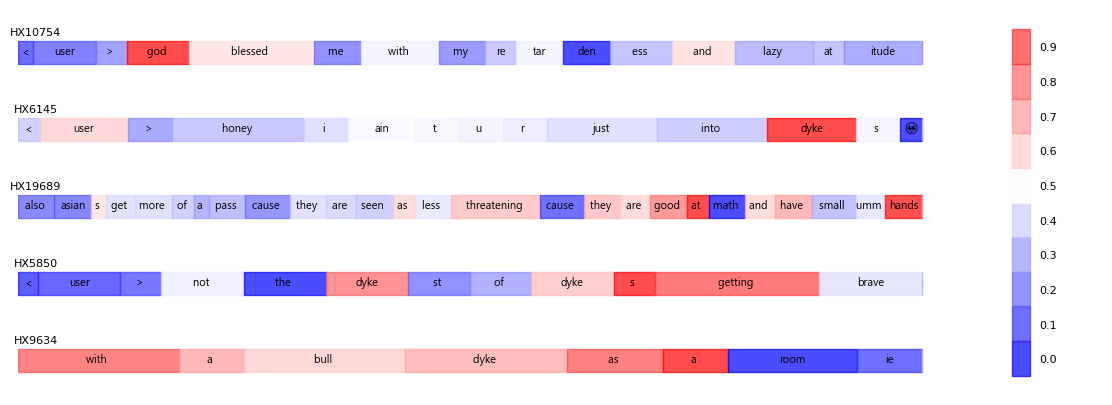 HX10754
< user > god blessed me with my re tar den ess and lazy at itude
HX6145
< user > honey i ain t u r just into dyke s 😎
HX19689
also asian s get more of a pass cause they are seen as less threatening cause they are good at math and have small umm hands
HX5850
< user > not the dyke st of dyke s getting brave
HX9634
with a bull dyke as a room ie
0.9
0.8
0.7
0.6
0.5
0.4
0.3
0.2
0.1
0.0